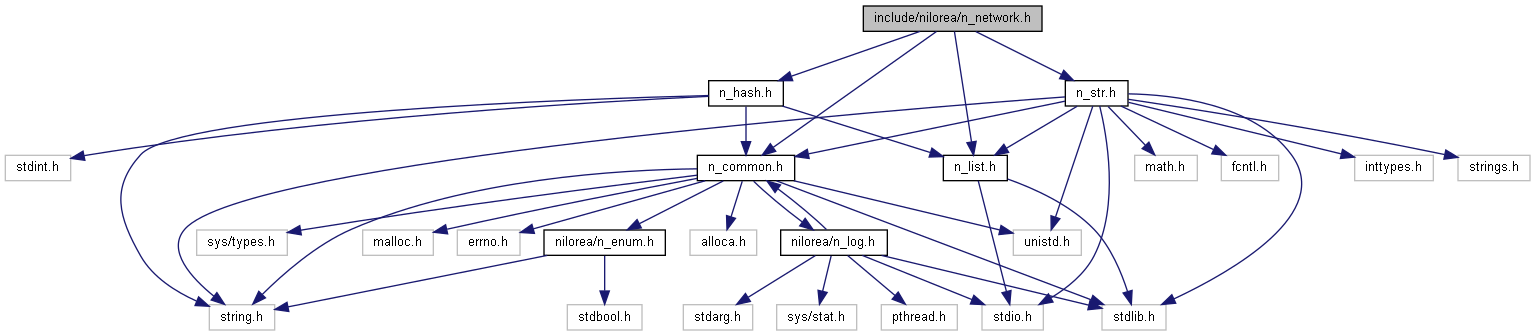 include/nilorea/n_network.h
n_hash.h
n_str.h
stdint.h
n_common.h
n_list.h
math.h
fcntl.h
inttypes.h
strings.h
sys/types.h
malloc.h
errno.h
nilorea/n_enum.h
alloca.h
nilorea/n_log.h
unistd.h
string.h
stdbool.h
stdarg.h
sys/stat.h
pthread.h
stdio.h
stdlib.h